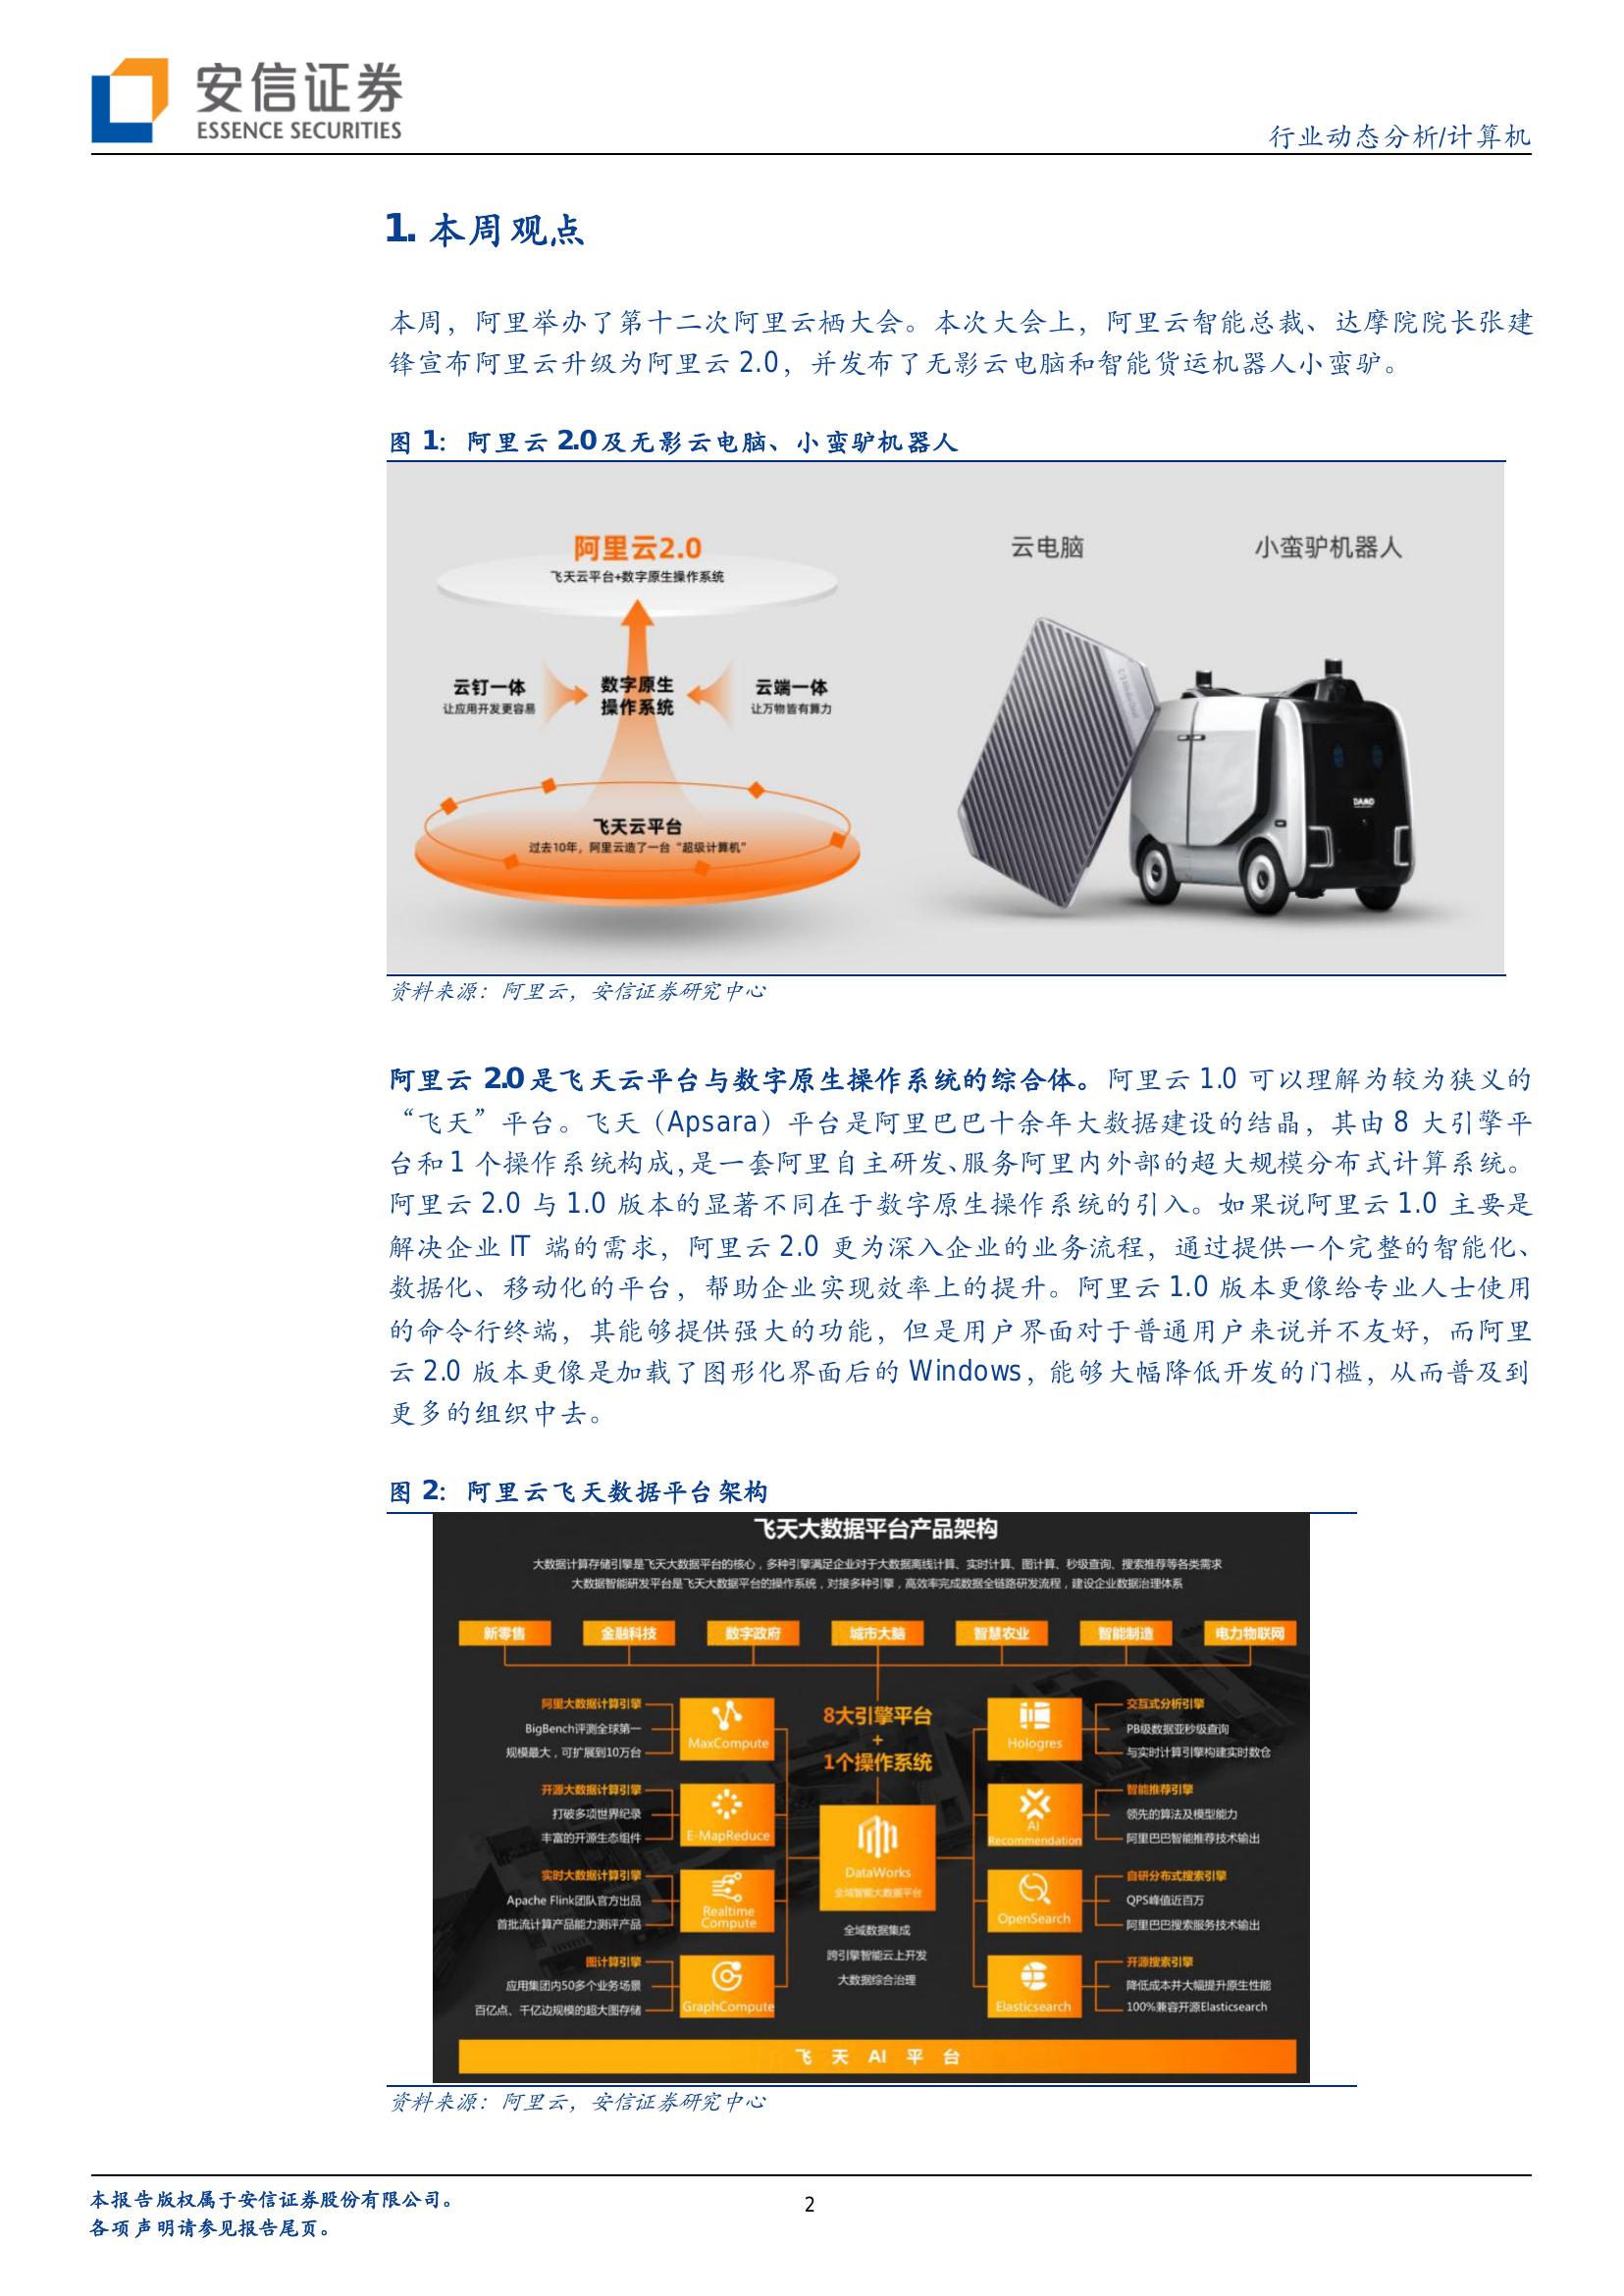 安信证券
ESSENCE SECURITIES
行业动态分析/计算机
1. 本周观点
本周，阿里举办了第十二次阿里云栖大会。本次大会上，阿里云智能总裁、达摩院院长张建
锋宣布阿里云升级为阿里云 2.0，并发布了无影云电脑和智能货运机器人小蛮驴。
图 1：阿里云 2.0 及无影云电脑、小蛮驴机器人
阿里云2.0
飞天云平台+数字原生操作系统
云钉一体
让应用开发更容易
数字原生
操作系统
云端一体
让万物皆有算力
飞天云平台
过去10年，阿里云造了一台“超级计算机”
云电脑
小蛮驴机器人
DAMO
资料来源：阿里云，安信证券研究中心
阿里云 2.0 是飞天云平台与数字原生操作系统的综合体。阿里云 1.0 可以理解为较为狭义的
“飞天”平台。飞天（Apsara）平台是阿里巴巴十余年大数据建设的结晶，其由 8 大引擎平
台和 1 个操作系统构成，是一套阿里自主研发、服务阿里内外部的超大规模分布式计算系统。
阿里云 2.0 与 1.0 版本的显著不同在于数字原生操作系统的引入。如果说阿里云 1.0 主要是
解决企业 IT 端的需求，阿里云 2.0 更为深入企业的业务流程，通过提供一个完整的智能化、
数据化、移动化的平台，帮助企业实现效率上的提升。阿里云 1.0 版本更像给专业人士使用
的命令行终端，其能够提供强大的功能，但是用户界面对于普通用户来说并不友好，而阿里
云 2.0 版本更像是加载了图形化界面后的 Windows，能够大幅降低开发的门槛，从而普及到
更多的组织中去。
图 2：阿里云飞天数据平台架构
飞天大数据平台产品架构
大数据计算存储引擎是飞天大数据平台的核心，多种引擎满足企业对于大数据离线计算、实时计算、图计算、秒级查询、搜索推荐等各类需求
大数据智能研发平台是飞天大数据平台的操作系统，对接多种引擎，高效率完成数据全链路研发流程，建设企业数据治理体系
新零售 金融科技 数字政府 城市大脑 智慧农业 智能制造 电力物联网
阿里大数据计算引擎
BigBench评测全球第一
规模最大，可扩展到10万台
MaxCompute
开源大数据计算引擎
打破多项世界纪录
丰富的开源生态组件
E-MapReduce
实时大数据计算引擎
Apache Flink团队官方出品
首批流计算产品能力测评产品
Realtime
Compute
图计算引擎
应用集团内50多个业务场景
百亿点、千亿边规模的超大图存储
GraphCompute
8大引擎平台
+
1个操作系统
DataWorks
全域智能大数据平台
全域数据集成
跨引擎智能云上开发
大数据综合治理
Hologres
交互式分析引擎
PB级数据亚秒级查询
与实时计算引擎构建实时数仓
AI
Recommendation
智能推荐引擎
领先的算法及模型能力
阿里巴巴智能推荐技术输出
OpenSearch
自研分布式搜索引擎
QPS峰值近百万
阿里巴巴搜索服务技术输出
Elasticsearch
开源搜索引擎
降低成本并大幅提升原生性能
100%兼容开源Elasticsearch
飞 天 AI 平 台
资料来源：阿里云，安信证券研究中心
本报告版权属于安信证券股份有限公司。
各项声明请参见报告尾页。
2